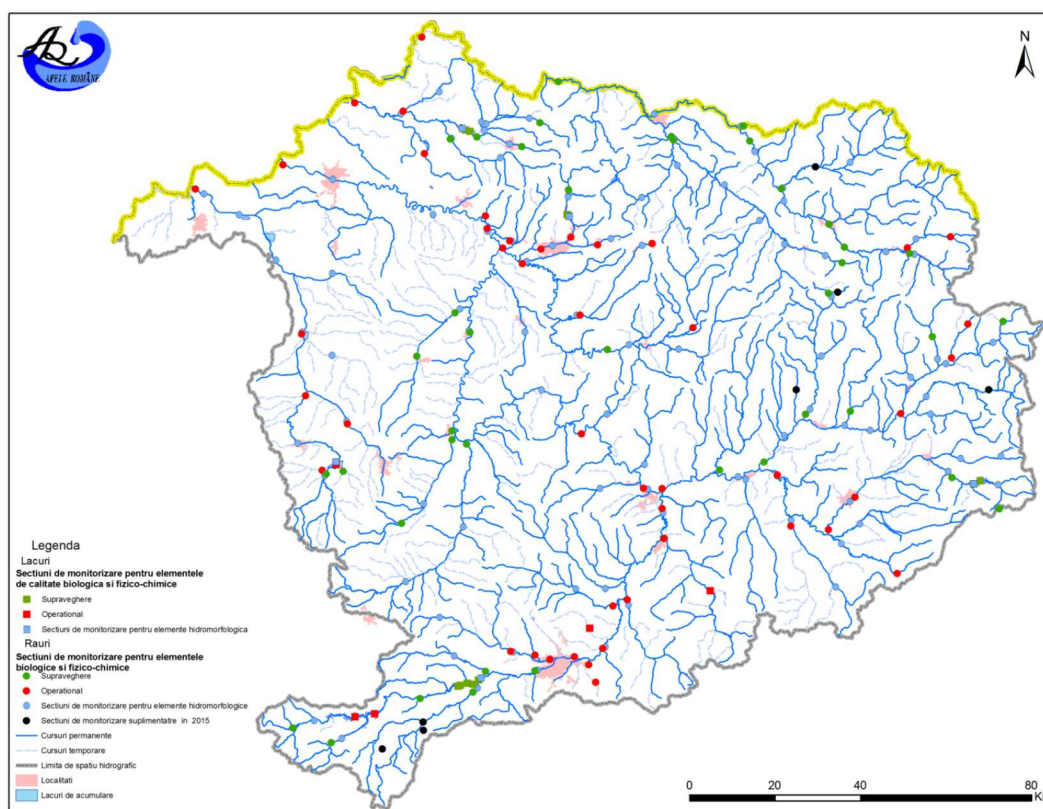 APELE ROMÂNE
N
Legenda
Lacuri
Sectiuni de monitorizare pentru elementele
de calitate biologica si fizico-chimice
Supraveghere
Operational
Sectiuni de monitorizare pentru elemente hidromorfologica
Rauri
Sectiuni de monitorizare pentru elementele
biologice si fizico-chimice
Supraveghere
Operational
Sectiuni de monitorizare pentru elemente hidromorfologice
Sectiuni de monitorizare suplimentatre in 2015
Cursuri permanente
Cursuri temporare
Limita de spatiu hidrografic
Localitati
Lacuri de acumulare
0 20 40 80